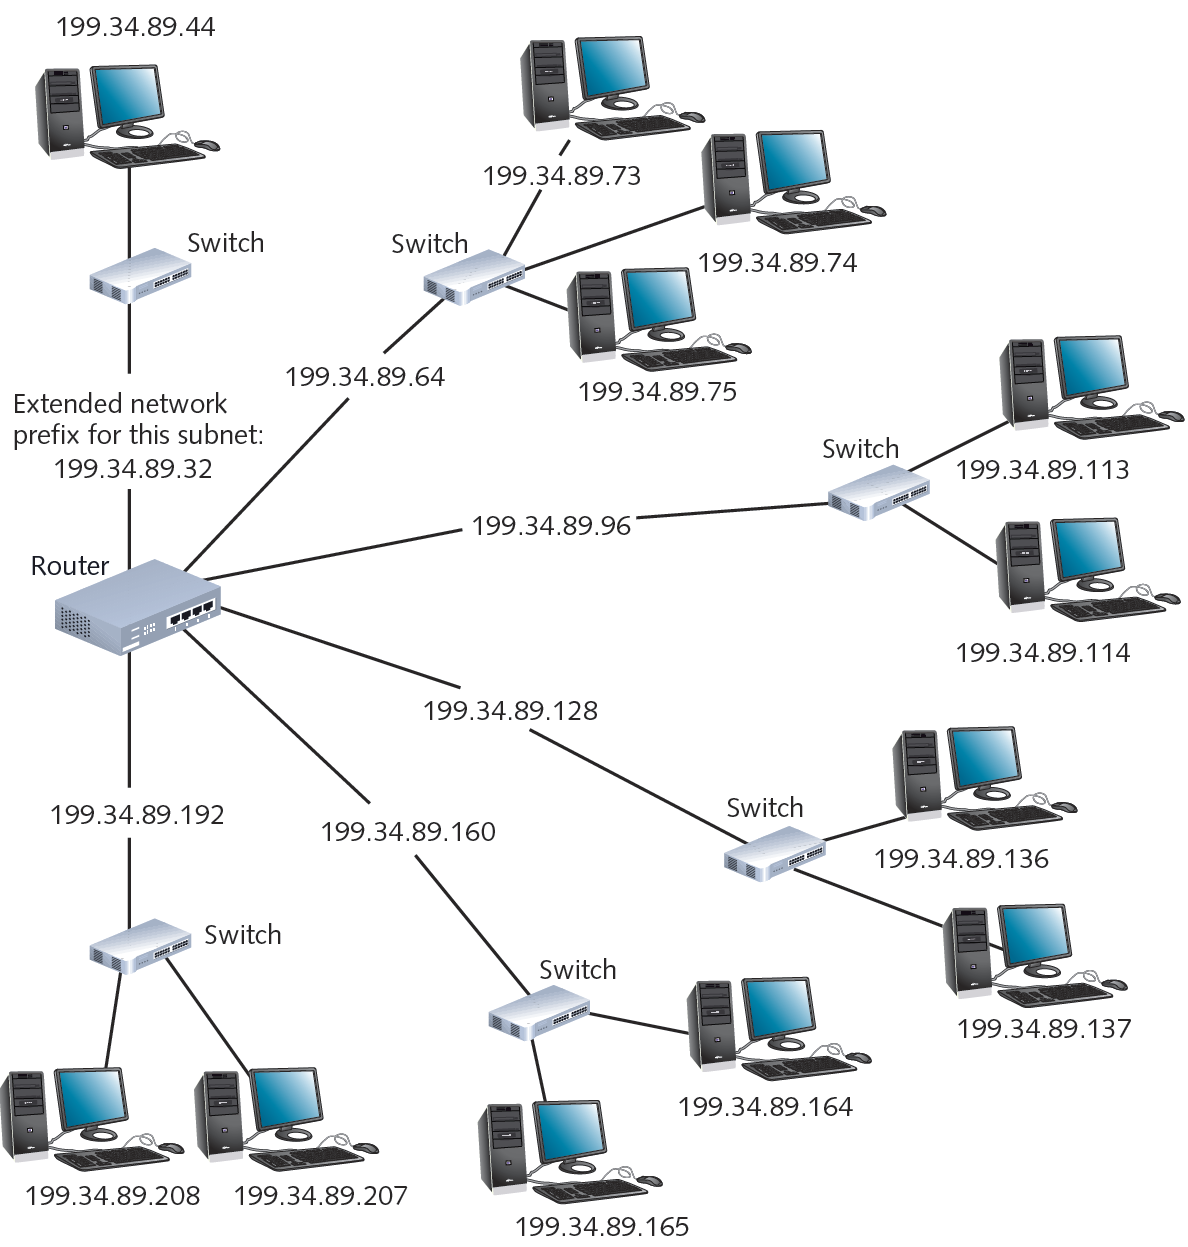 199.34.89.44
199.34.89.73
199.34.89.74
Switch
Switch
199.34.89.64
199.34.89.75
Extended network
prefix for this subnet:
199.34.89.32
Switch
199.34.89.113
199.34.89.96
Router
199.34.89.114
199.34.89.128
199.34.89.192
199.34.89.160
Switch
199.34.89.136
Switch
Switch
199.34.89.137
199.34.89.164
199.34.89.208
199.34.89.207
199.34.89.165